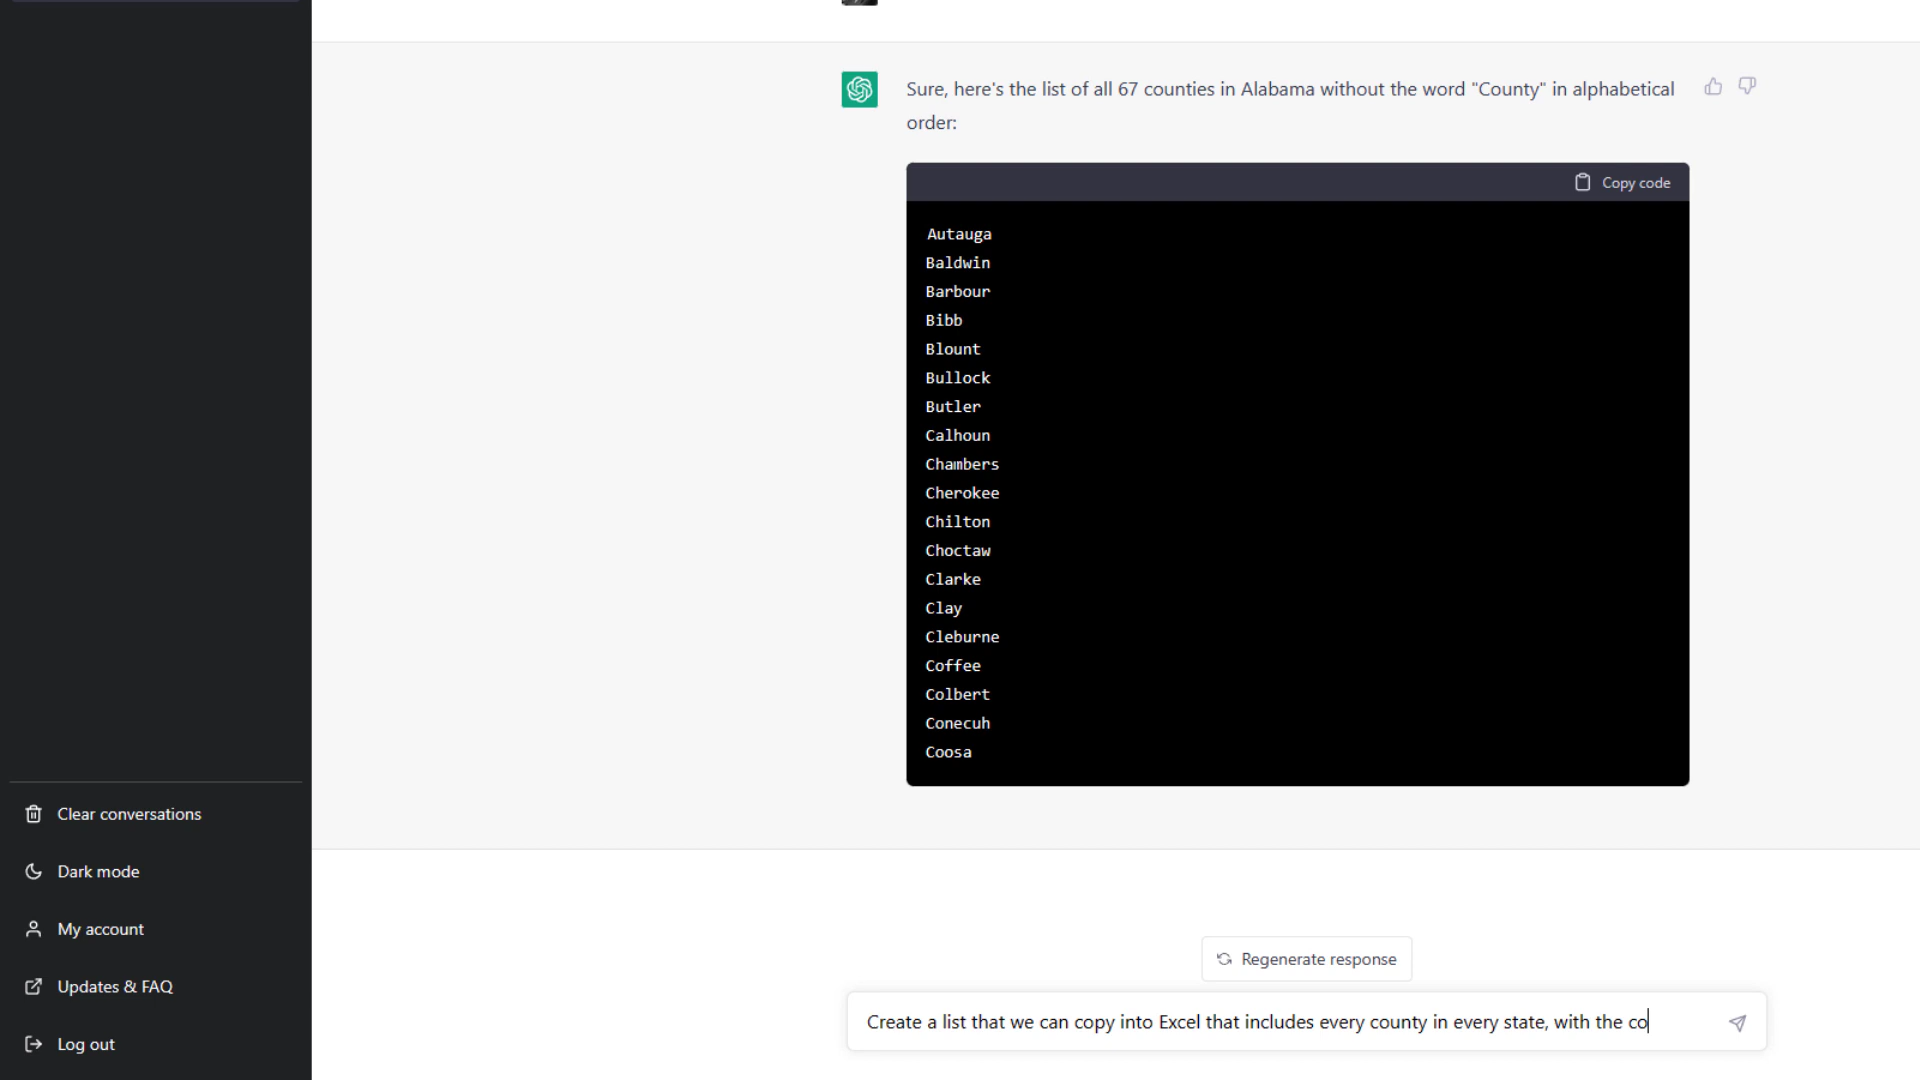 Sure, here's the list of all 67 counties in Alabama without the word "County" in alphabetical
order:
Copy code
Autauga
Baldwin
Barbour
Bibb
Blount
Bullock
Butler
Calhoun
Chambers
Cherokee
Chilton
Choctaw
Clarke
Clay
Cleburne
Coffee
Colbert
Conecuh
Coosa
Clear conversations
Dark mode
My account
Updates & FAQ
Log out
Regenerate response
Create a list that we can copy into Excel that includes every county in every state, with the co